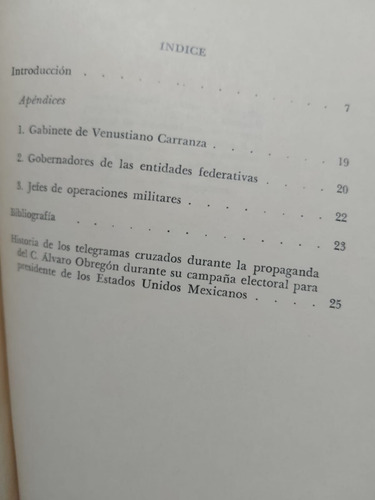 INDICE
Introducción . . . . . . . . . . 7
Apéndices
1. Gabinete de Venustiano Carranza . . . . . 19
2. Gobernadores de las entidades federativas . . . . 20
3. Jefes de operaciones militares . . . . . . 22
Bibliografía . . . . . . . . . . 23
Historia de los telegramas cruzados durante la propaganda
del C. Álvaro Obregón durante su campaña electoral para
presidente de los Estados Unidos Mexicanos . . . . 25